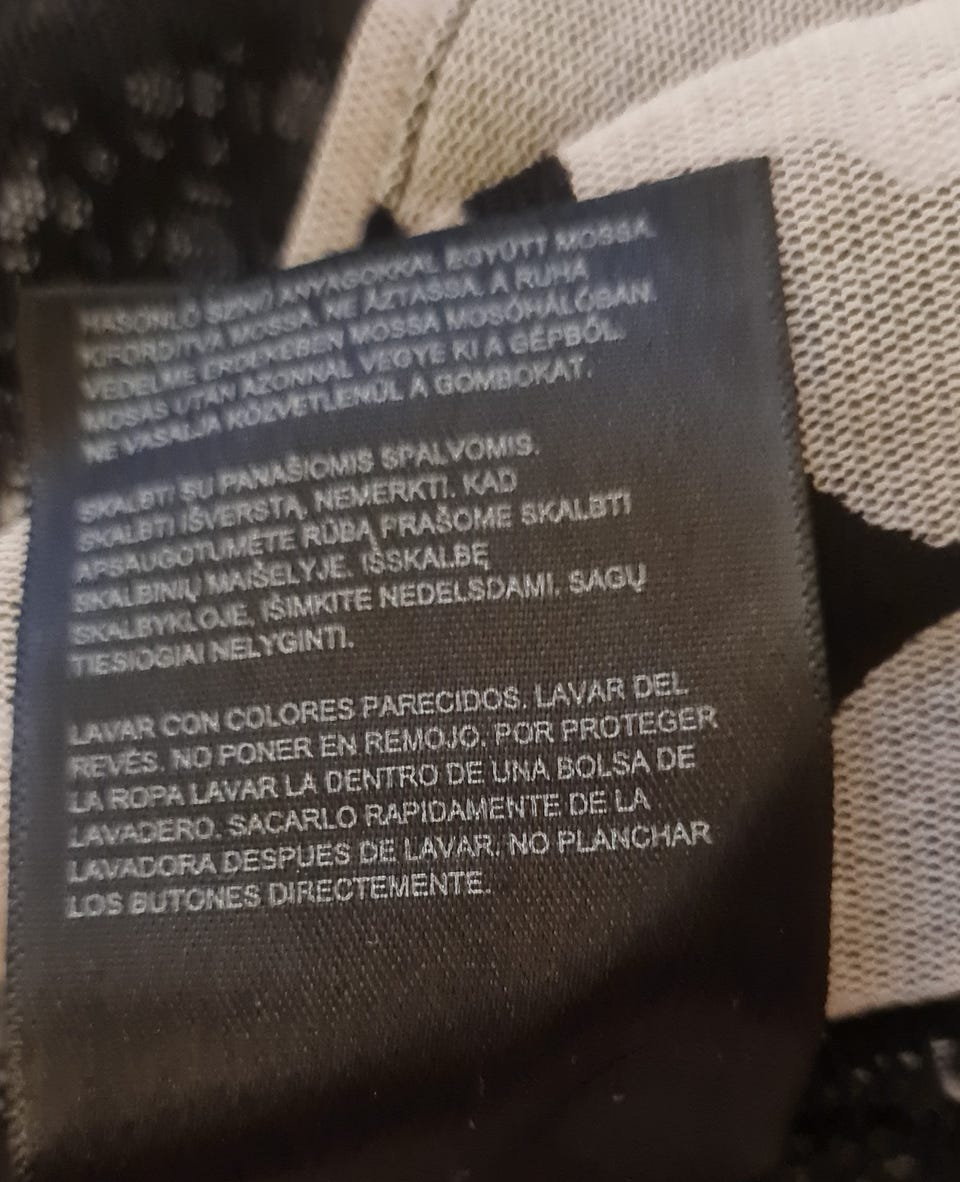 HASONLÓ SZÍNŰ ANYAGOKKAL EGYÜTT MOSSA.
KIFORDÍTVA MOSSA. NE ÁZTASSA. A RUHA
VÉDELME ÉRDEKÉBEN MOSSA MOSÓHÁLÓBAN.
MOSÁS UTÁN AZONNAL VEGYE KI A GÉPBŐL.
NE VASALJA KÖZVETLENÜL A GOMBOKAT.
SKALBTI SU PANAŠIOMIS SPALVOMIS.
SKALBTI IŠVERSTĄ, NEMERKTI. KAD
APSAUGOTUMĖTE RŪBĄ PRAŠOME SKALBTI
SKALBINIŲ MAIŠELYJE. IŠSKALBĘ
SKALBYKLOJE, IŠIMKITE NEDELSDAMI. SAGŲ
TIESIOGIAI NELYGINTI.
LAVAR CON COLORES PARECIDOS. LAVAR DEL
REVÉS. NO PONER EN REMOJO. POR PROTEGER
LA ROPA LAVAR LA DENTRO DE UNA BOLSA DE
LAVADERO. SACARLO RAPIDAMENTE DE LA
LAVADORA DESPUES DE LAVAR. NO PLANCHAR
LOS BUTONES DIRECTEMENTE.